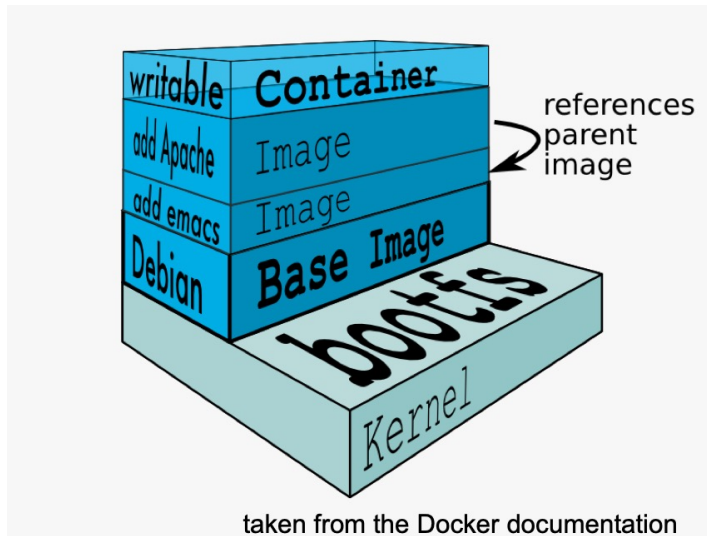 writable Container
add Apache Image
add emacs Image
Debian Base Image
references
parent
image
bootfs
Kernel
taken from the Docker documentation